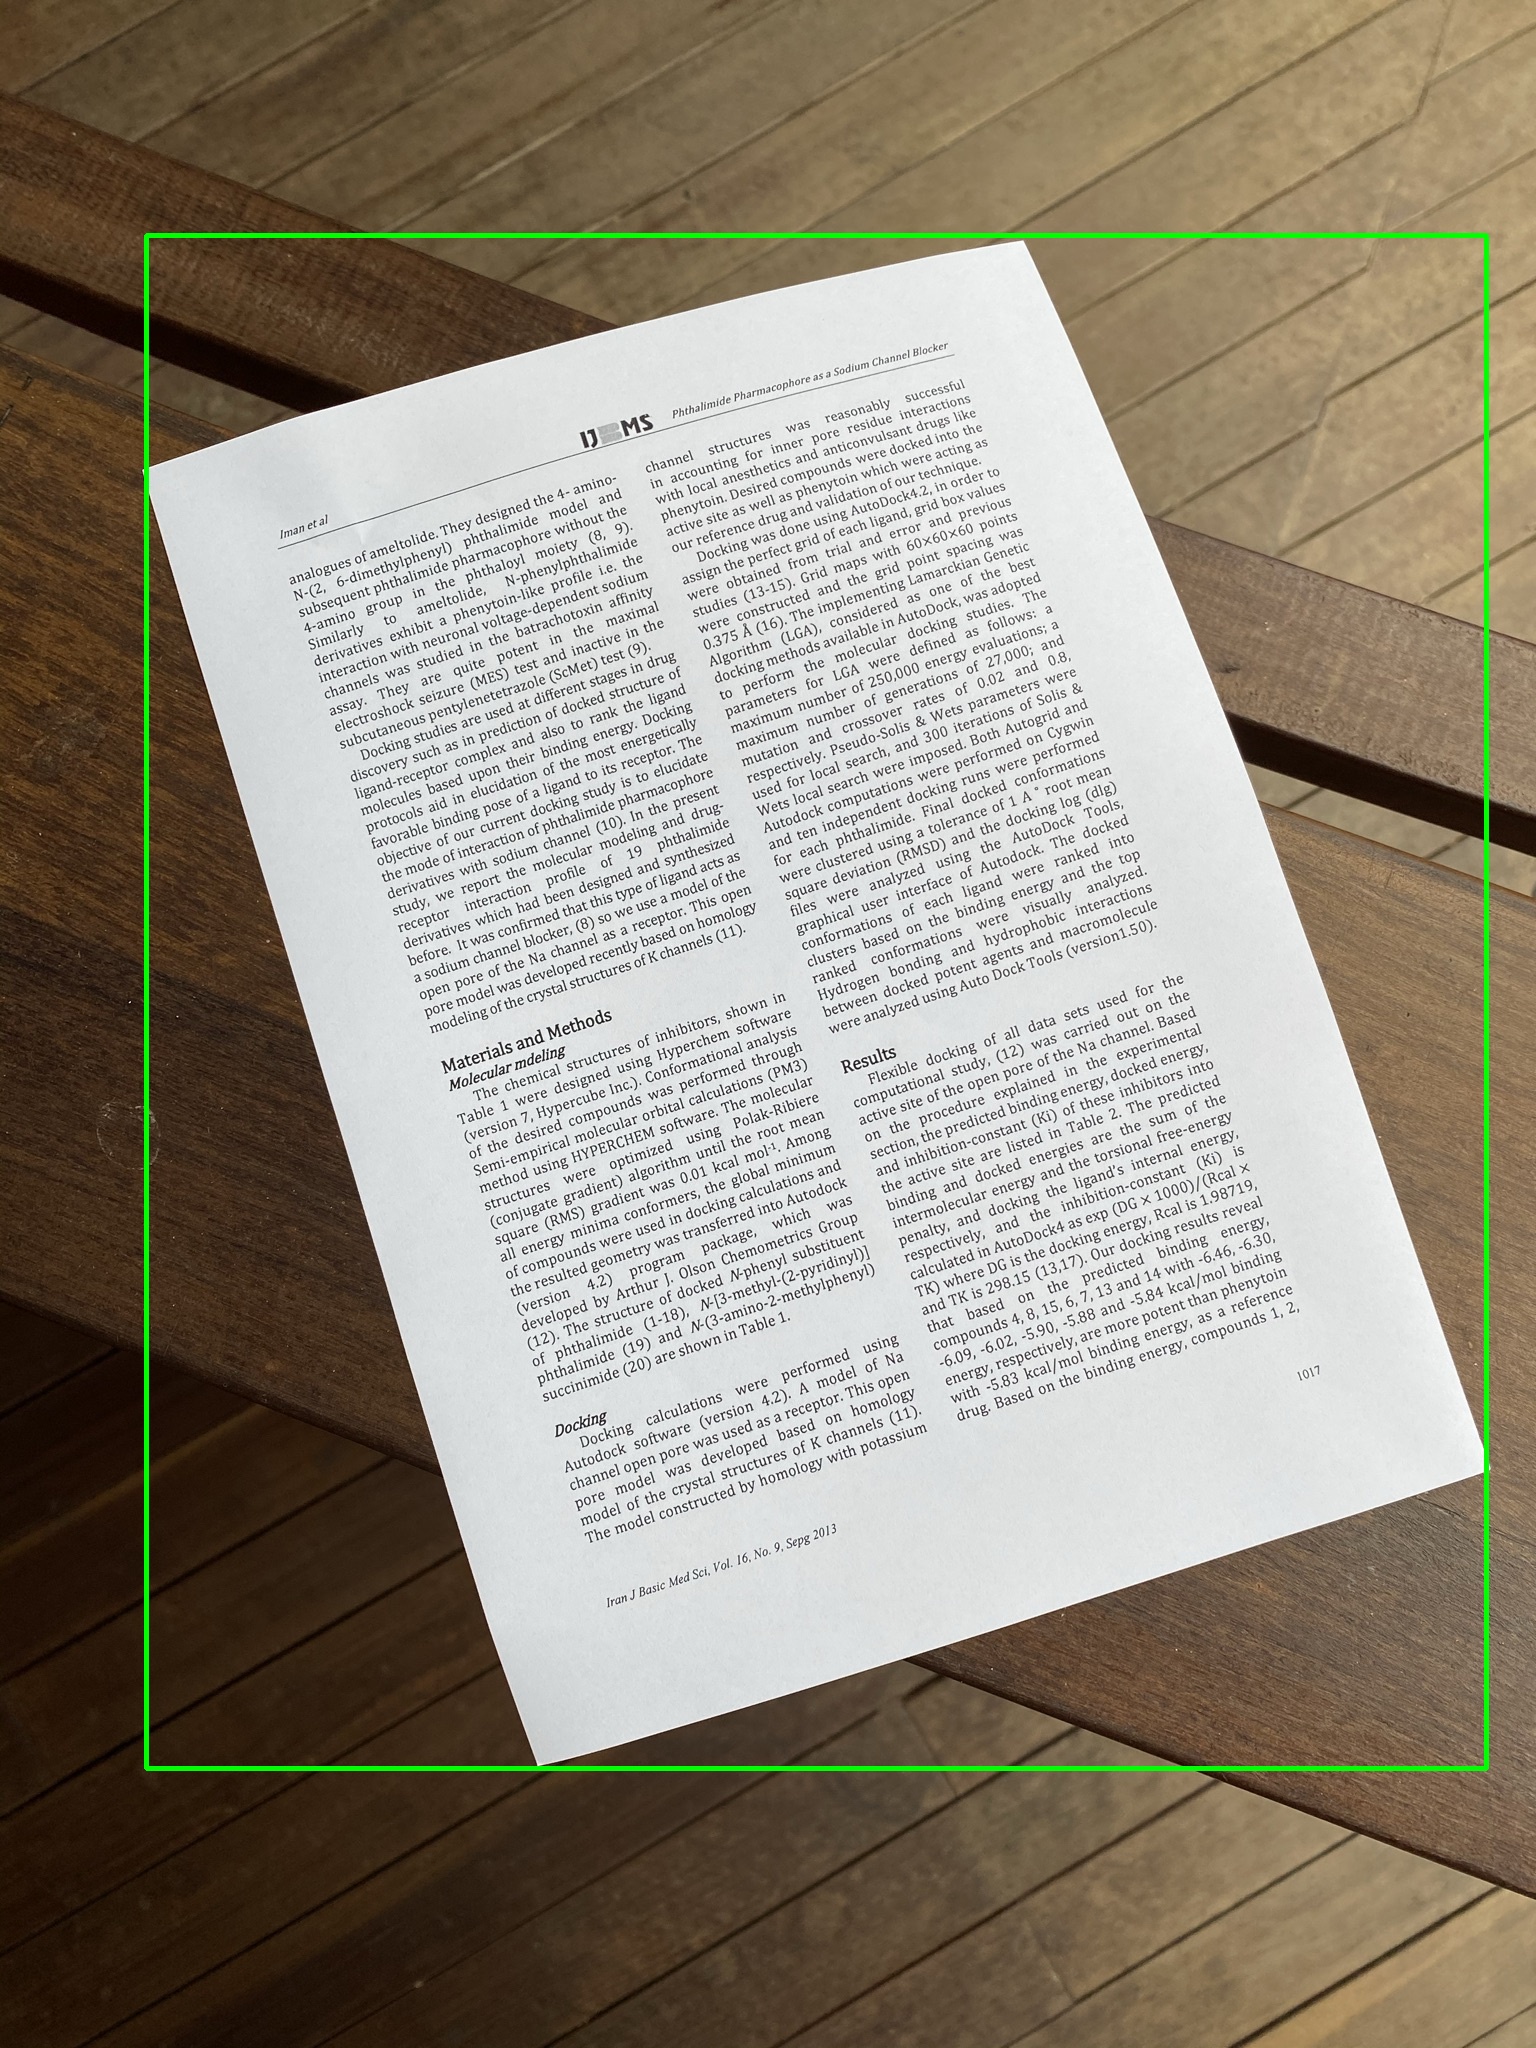 Iman et al
IJBMS
Phthalimide Pharmacophore as a Sodium Channel Blocker
analogues of ameltolide. They designed the 4- amino-
N-(2, 6-dimethylphenyl) phthalimide model and
subsequent phthalimide pharmacophore without the
4-amino group in the phthaloyl moiety (8, 9).
Similarly to ameltolide, N-phenylphthalimide
derivatives exhibit a phenytoin-like profile i.e. the
interaction with neuronal voltage-dependent sodium
channels was studied in the batrachotoxin affinity
assay. They are quite potent in the maximal
electroshock seizure (MES) test and inactive in the
subcutaneous pentylenetetrazole (ScMet) test (9).
Docking studies are used at different stages in drug
discovery such as in prediction of docked structure of
ligand-receptor complex and also to rank the ligand
molecules based upon their binding energy. Docking
protocols aid in elucidation of the most energetically
favorable binding pose of a ligand to its receptor. The
objective of our current docking study is to elucidate
the mode of interaction of phthalimide pharmacophore
derivatives with sodium channel (10). In the present
study, we report the molecular modeling and drug-
receptor interaction profile of 19 phthalimide
derivatives which had been designed and synthesized
before. It was confirmed that this type of ligand acts as
a sodium channel blocker, (8) so we use a model of the
open pore of the Na channel as a receptor. This open
pore model was developed recently based on homology
modeling of the crystal structures of K channels (11).
Materials and Methods
Molecular mdeling
The chemical structures of inhibitors, shown in
Table 1 were designed using Hyperchem software
(version 7, Hypercube Inc.). Conformational analysis
of the desired compounds was performed through
Semi-empirical molecular orbital calculations (PM3)
method using HYPERCHEM software. The molecular
structures were optimized using Polak-Ribiere
(conjugate gradient) algorithm until the root mean
square (RMS) gradient was 0.01 kcal mol-1. Among
all energy minima conformers, the global minimum
of compounds were used in docking calculations and
the resulted geometry was transferred into Autodock
(version 4.2) program package, which was
developed by Arthur J. Olson Chemometrics Group
(12). The structure of docked N-phenyl substituent
of phthalimide (1-18), N-[3-methyl-(2-pyridinyl)]
phthalimide (19) and N-(3-amino-2-methylphenyl)
succinimide (20) are shown in Table 1.
Docking
Docking calculations were performed using
Autodock software (version 4.2). A model of Na
channel open pore was used as a receptor. This open
pore model was developed based on homology
model of the crystal structures of K channels (11).
The model constructed by homology with potassium
channel structures was reasonably successful
in accounting for inner pore residue interactions
with local anesthetics and anticonvulsant drugs like
phenytoin. Desired compounds were docked into the
active site as well as phenytoin which were acting as
our reference drug and validation of our technique.
Docking was done using AutoDock4.2, in order to
assign the perfect grid of each ligand, grid box values
were obtained from trial and error and previous
studies (13-15). Grid maps with 60×60×60 points
were constructed and the grid point spacing was
0.375 Å (16). The implementing Lamarckian Genetic
Algorithm (LGA), considered as one of the best
docking methods available in AutoDock, was adopted
to perform the molecular docking studies. The
parameters for LGA were defined as follows: a
maximum number of 250,000 energy evaluations; a
maximum number of generations of 27,000; and
mutation and crossover rates of 0.02 and 0.8,
respectively. Pseudo-Solis & Wets parameters were
used for local search, and 300 iterations of Solis &
Wets local search were imposed. Both Autogrid and
Autodock computations were performed on Cygwin
and ten independent docking runs were performed
for each phthalimide. Final docked conformations
were clustered using a tolerance of 1 A° root mean
square deviation (RMSD) and the docking log (dlg)
files were analyzed using the AutoDock Tools,
graphical user interface of Autodock. The docked
conformations of each ligand were ranked into
clusters based on the binding energy and the top
ranked conformations were visually analyzed.
Hydrogen bonding and hydrophobic interactions
between docked potent agents and macromolecule
were analyzed using Auto Dock Tools (version1.50).
Results
Flexible docking of all data sets used for the
computational study, (12) was carried out on the
active site of the open pore of the Na channel. Based
on the procedure explained in the experimental
section, the predicted binding energy, docked energy,
and inhibition-constant (Ki) of these inhibitors into
the active site are listed in Table 2. The predicted
binding and docked energies are the sum of the
intermolecular energy and the torsional free-energy
penalty, and docking the ligand's internal energy,
respectively, and the inhibition-constant (Ki) is
calculated in AutoDock4 as exp (DG × 1000)/(Rcal ×
TK) where DG is the docking energy, Rcal is 1.98719,
and TK is 298.15 (13,17). Our docking results reveal
that based on the predicted binding energy,
compounds 4, 8, 15, 6, 7, 13 and 14 with -6.46, -6.30,
-6.09, -6.02, -5.90, -5.88 and -5.84 kcal/mol binding
energy, respectively, are more potent than phenytoin
with -5.83 kcal/mol binding energy, as a reference
drug. Based on the binding energy, compounds 1, 2,
Iran J Basic Med Sci, Vol. 16, No. 9, Sepg 2013
1017